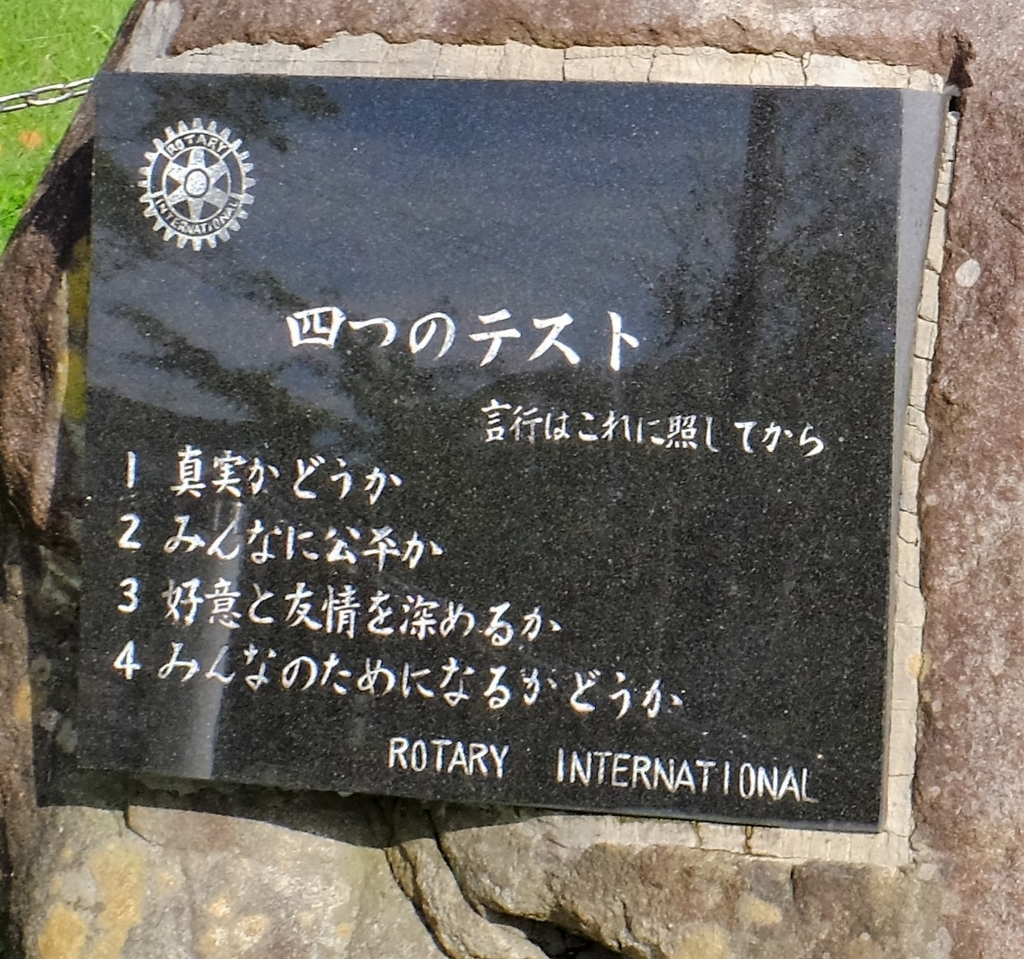 ROTARY
INTERNATIONAL
四つのテスト
言行はこれに照してから
1 真実かどうか
2 みんなに公平か
3 好意と友情を深めるか
4 みんなのためになるかどうか
ROTARY INTERNATIONAL